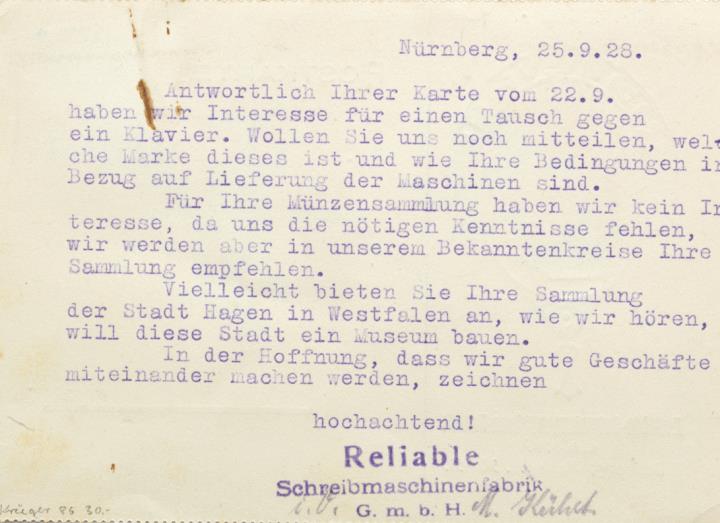 Nürnberg, 25.9.28.
Antwortlich Ihrer Karte vom 22.9.
haben wir Interesse für einen Tausch gegen
ein Klavier. Wollen Sie uns noch mitteilen, wel-
che Marke dieses ist und wie Ihre Bedingungen in
Bezug auf Lieferung der Maschinen sind.
Für Ihre Münzensammlung haben wir kein In
teresse, da uns die nötigen Kenntnisse fehlen,
wir werden aber in unserem Bekanntenkreise Ihre
Sammlung empfehlen.
Vielleicht bieten Sie Ihre Sammlung
der Stadt Hagen in Westfalen an, wie wir hören,
will diese Stadt ein Museum bauen.
In der Hoffnung, dass wir gute Geschäfte
miteinander machen werden, zeichnen
hochachtend!
Reliable
Schreibmaschinenfabrik
i.V. G. m. b. H. M.
Krüger 86 30.-